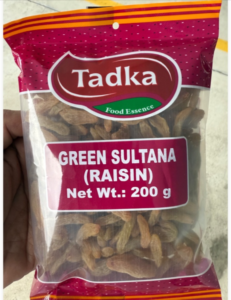 Tadka
Food Essence
GREEN SULTANA
(RAISIN)
Net Wt.: 200 g